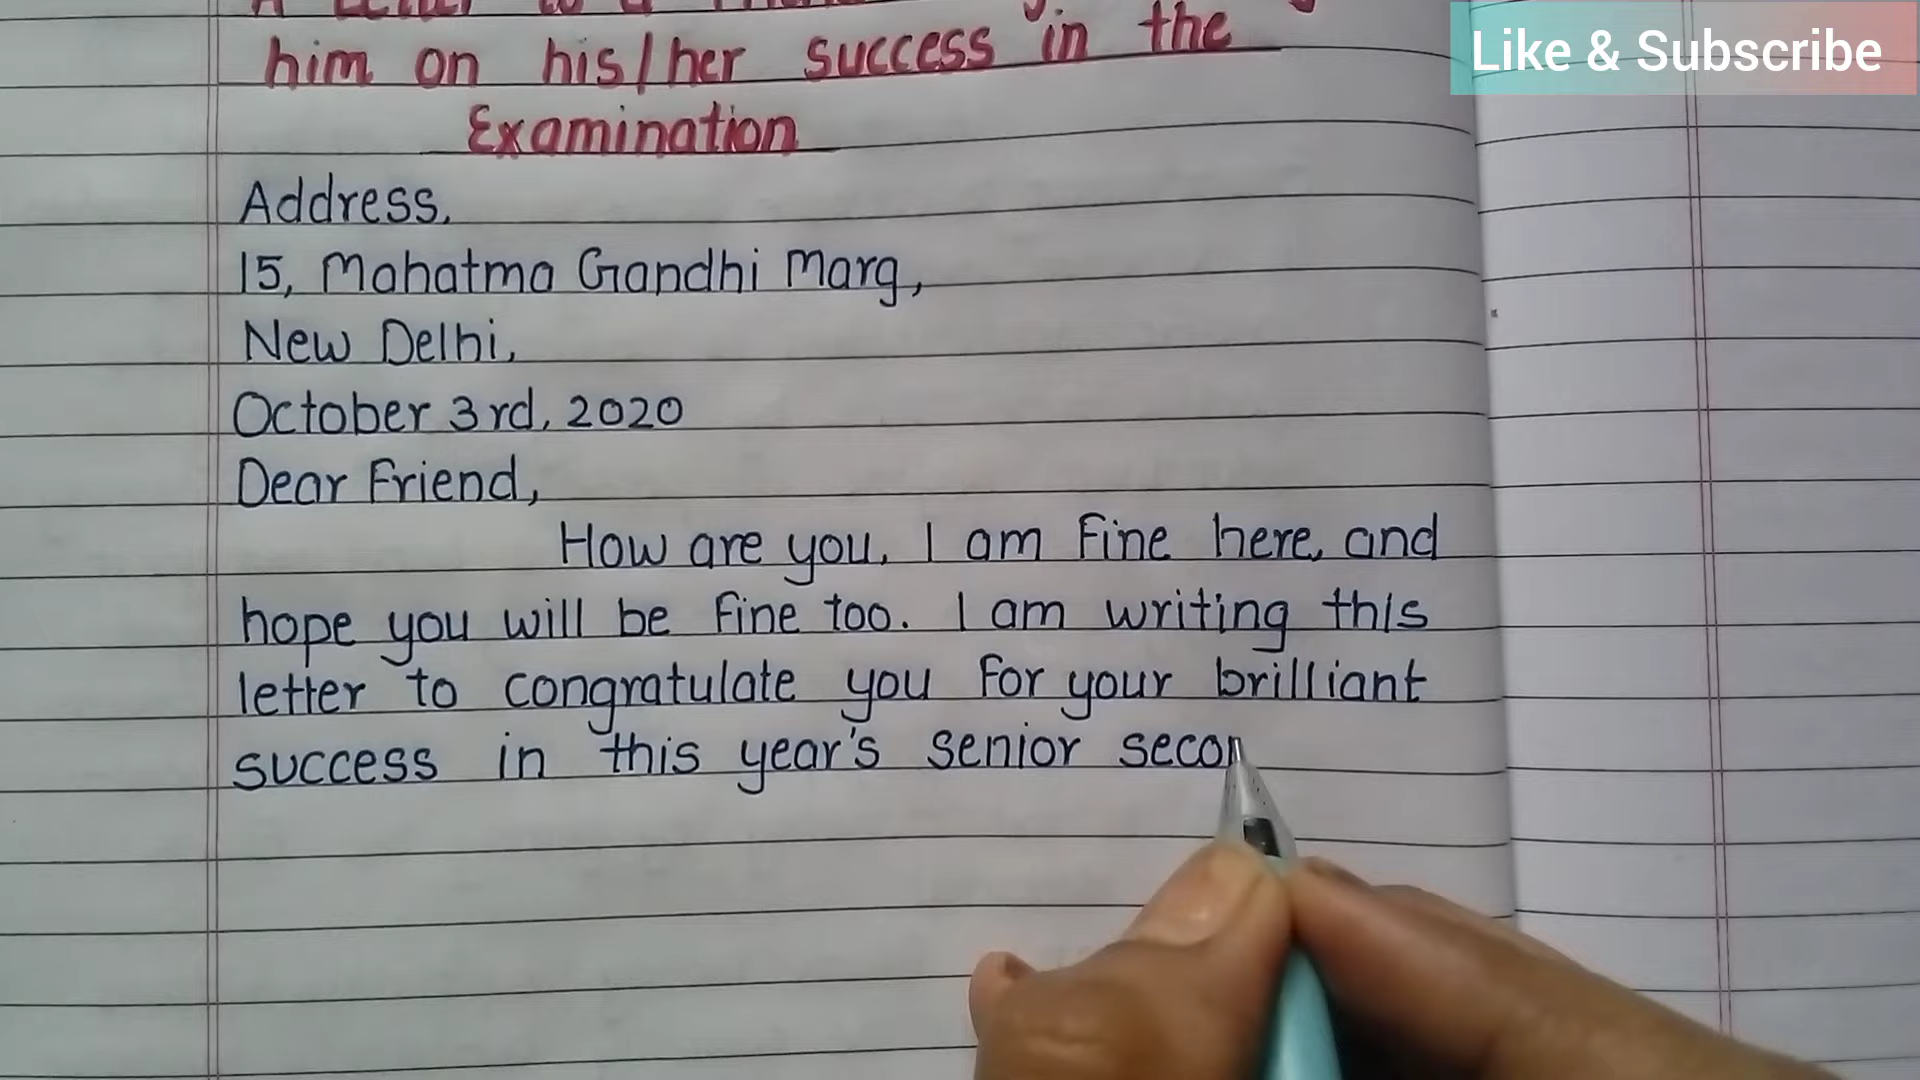 him on his/her success in the
Examination
Like & Subscribe
Address,
15, Mahatma Gandhi Marg,
New Delhi,
October 3rd, 2020
Dear Friend,
How are you, I am fine here, and
hope you will be fine too. I am writing this
letter to congratulate you for your brilliant
success in this year's senior secon